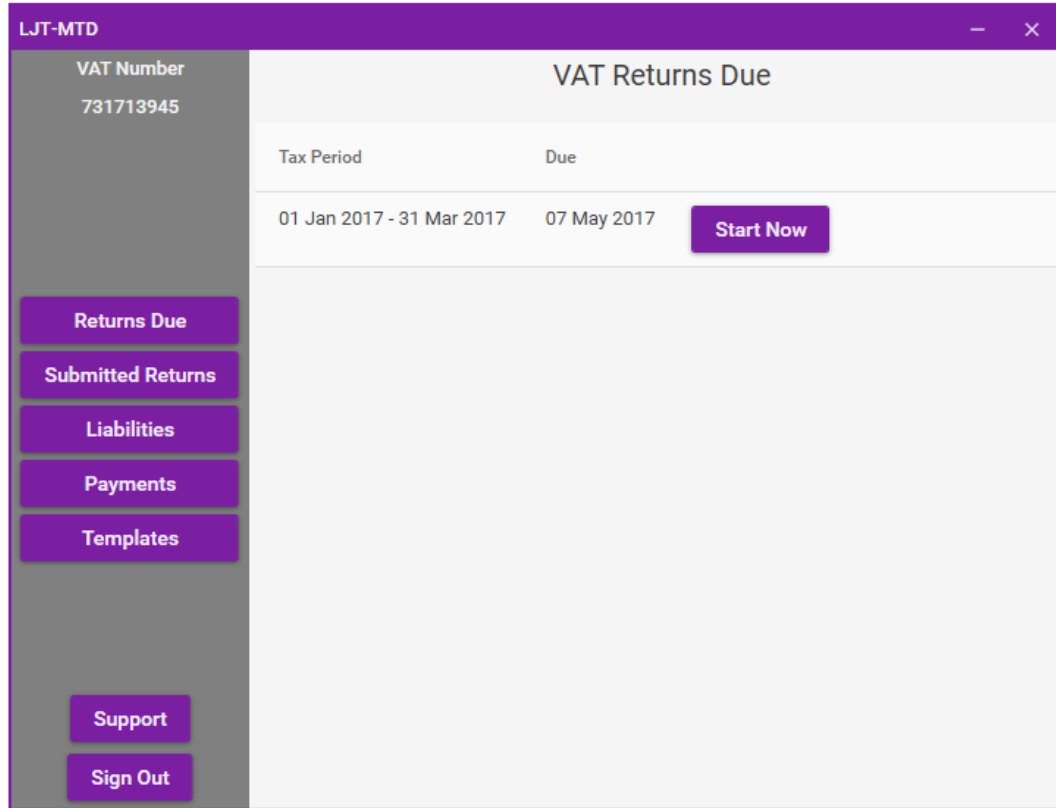 LJT-MTD
VAT Number
731713945
Returns Due
Submitted Returns
Liabilities
Payments
Templates
Support
Sign Out
VAT Returns Due
Tax Period Due
01 Jan 2017 - 31 Mar 2017 07 May 2017 Start Now